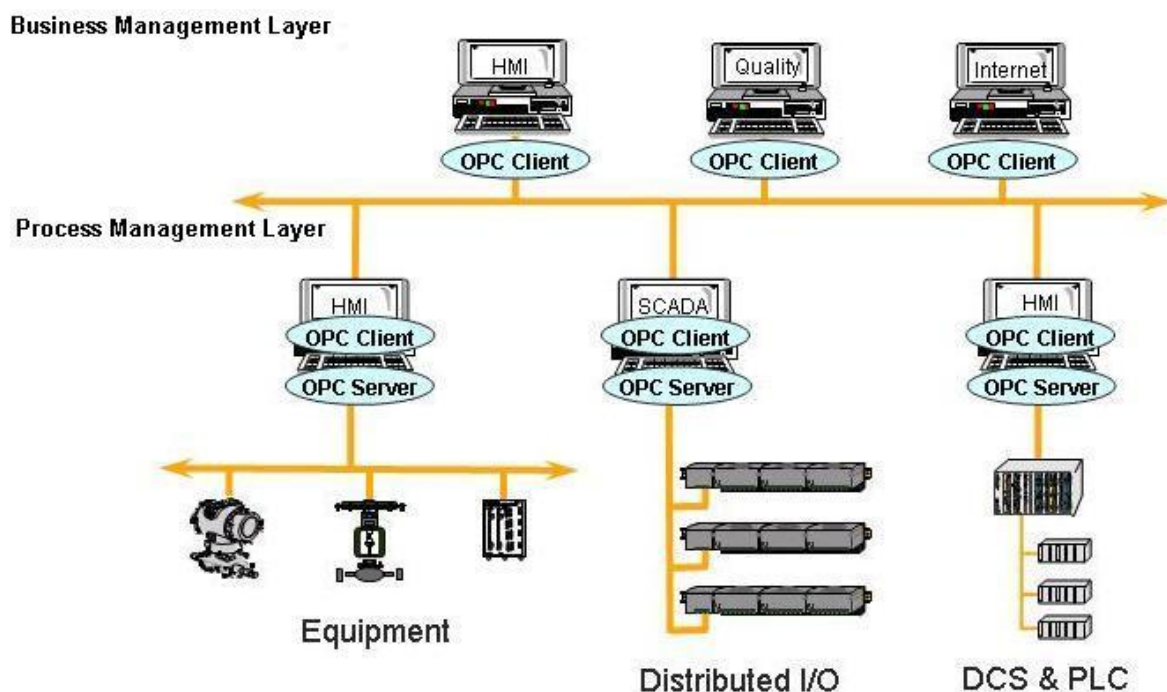 Business Management Layer
HMI
Quality
Internet
OPC Client
OPC Client
OPC Client
Process Management Layer
HMI
SCADA
HMI
OPC Client
OPC Client
OPC Client
OPC Server
OPC Server
OPC Server
Equipment
Distributed I/O
DCS & PLC